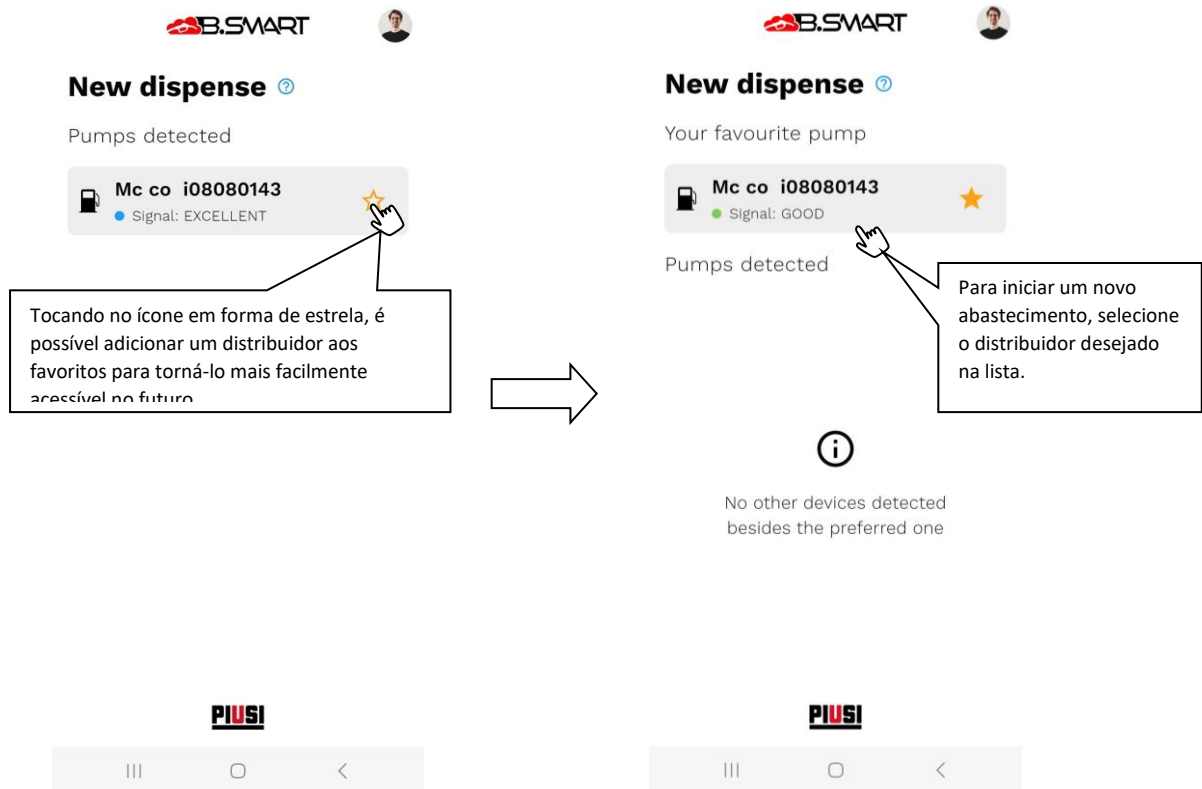 B.SMART
New dispense ?
Pumps detected
Mc co i08080143
Signal: EXCELLENT
Tocando no ícone em forma de estrela, é
possível adicionar um distribuidor aos
favoritos para torná-lo mais facilmente
acessível no futuro
PIUSI
B.SMART
New dispense ?
Your favourite pump
Mc co i08080143
Signal: GOOD
Pumps detected
Para iniciar um novo
abastecimento, selecione
o distribuidor desejado
na lista.
No other devices detected
besides the preferred one
PIUSI